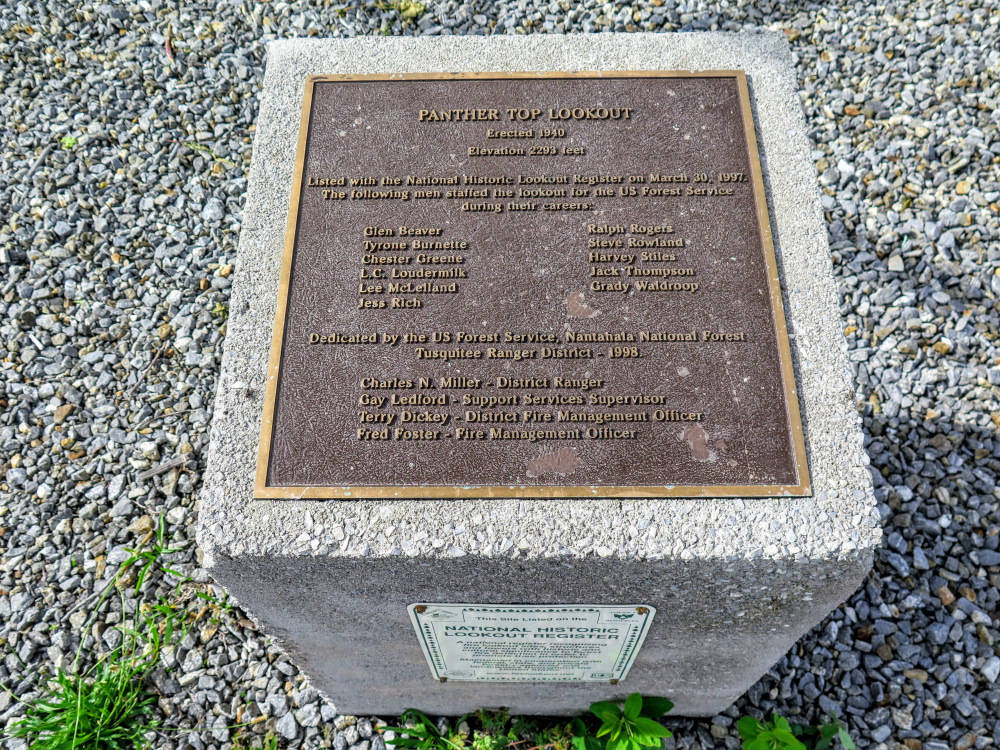 PANTHER TOP LOOKOUT
Erected 1940
Elevation 2293 feet
Listed with the National Historic Lookout Register on March 30, 1997.
The following men staffed the lookout for the US Forest Service
during their careers:
Glen Beaver
Tyrone Burnette
Chester Greene
L.C. Loudermilk
Lee McLelland
Jess Rich
Ralph Rogers
Steve Rowland
Harvey Stiles
Jack Thompson
Grady Waldroop
Dedicated by the US Forest Service, Nantahala National Forest
Tusquitee Ranger District - 1998.
Charles N. Miller - District Ranger
Gay Ledford - Support Services Supervisor
Terry Dickey - District Fire Management Officer
Fred Foster - Fire Management Officer
This Site Listed on the
NATIONAL HISTORIC
LOOKOUT REGISTER